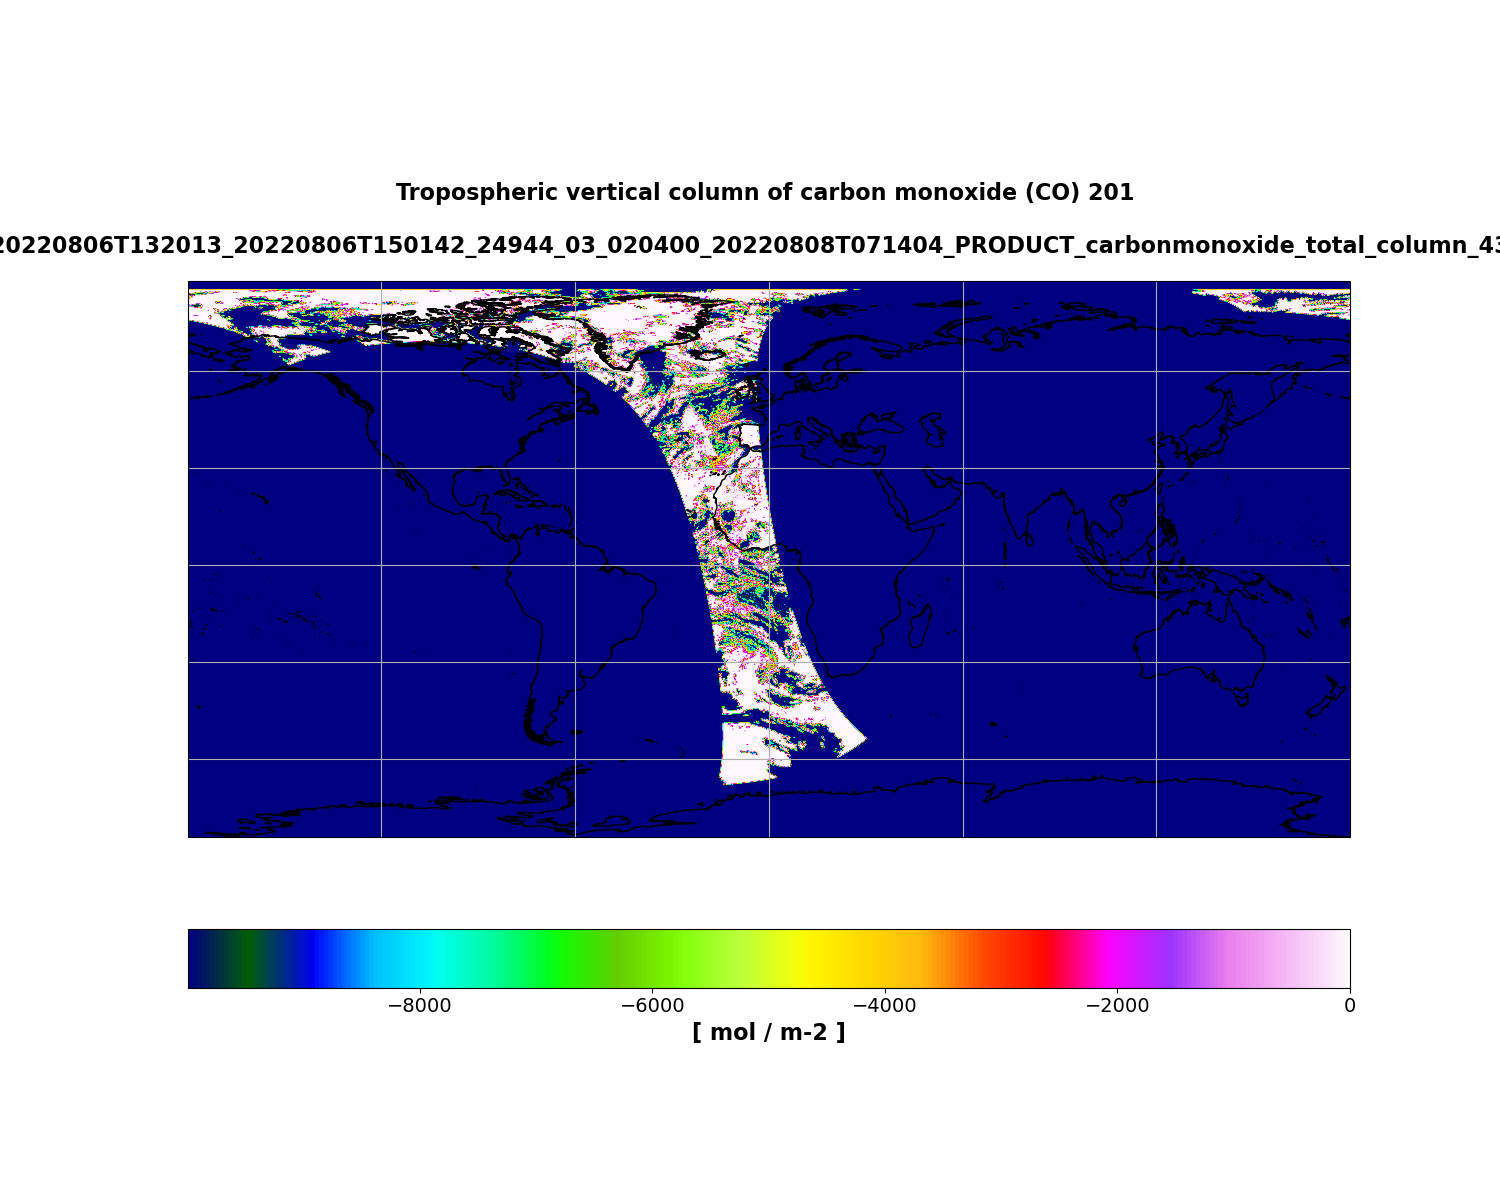 Tropospheric vertical column of carbon monoxide (CO) 201
20220806T132013_20220806T150142_24944_03_020400_20220808T071404_PRODUCT_carbonmonoxide_total_column_43
−8000 −6000 −4000 −2000 0
[ mol / m-2 ]